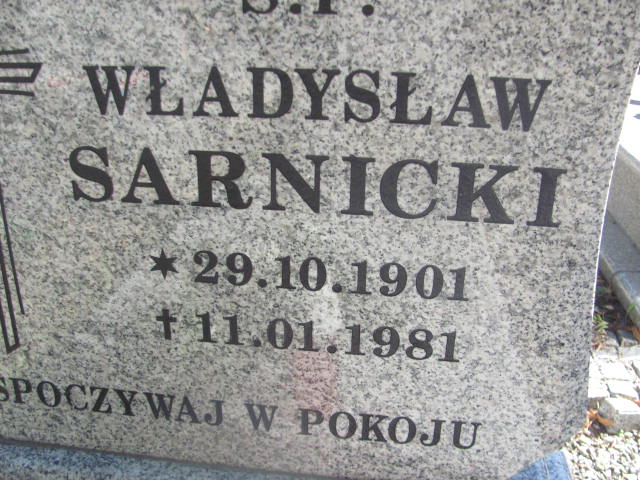 Ś.P.
WŁADYSŁAW
SARNICKI
✶ 29.10.1901
✝ 11.01.1981
SPOCZYWAJ W POKOJU